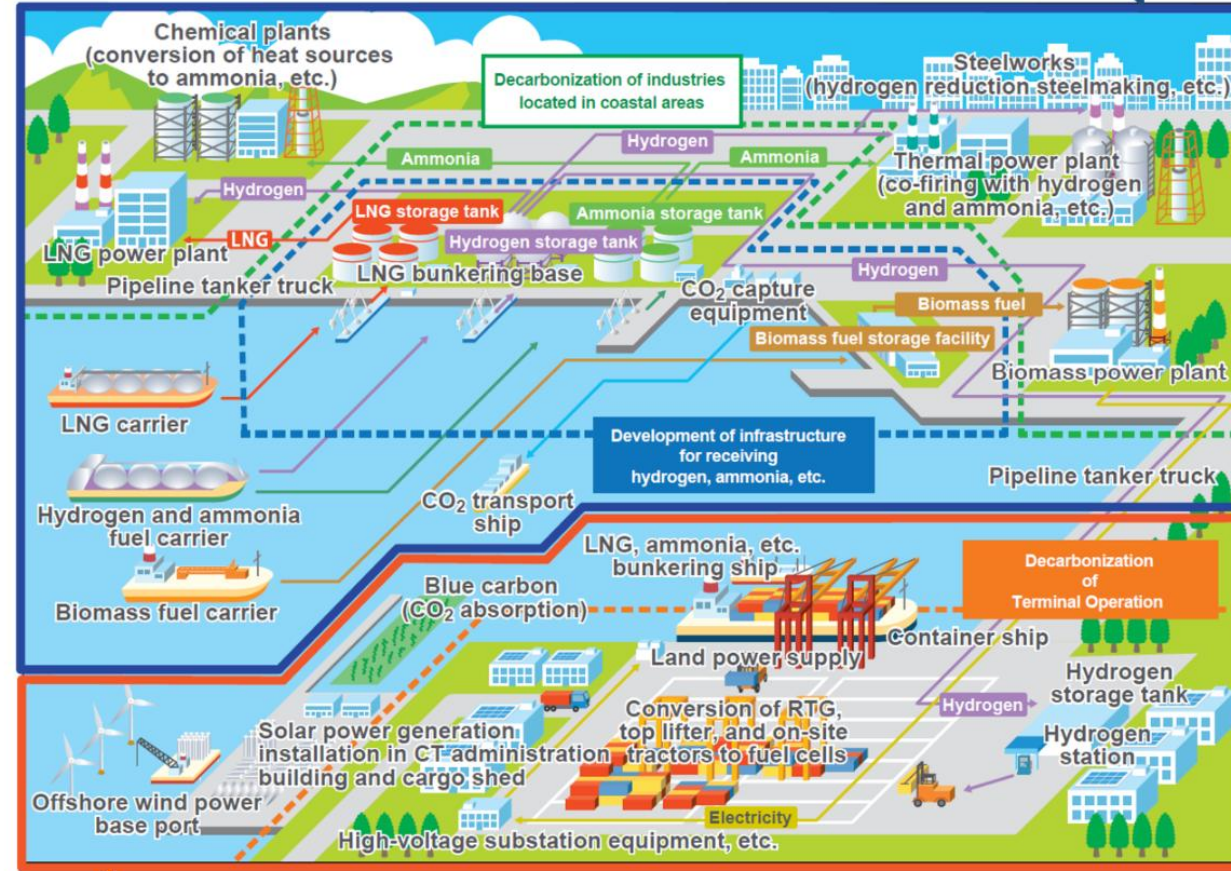 Chemical plants
(conversion of heat sources
to ammonia, etc.)
Decarbonization of industries
located in coastal areas
Steelworks
(hydrogen reduction steelmaking, etc.)
Hydrogen
Ammonia
Ammonia
Thermal power plant
(co-firing with hydrogen
and ammonia, etc.)
Hydrogen
LNG storage tank
Ammonia storage tank
LNG
Hydrogen storage tank
LNG power plant
LNG bunkering base
Hydrogen
Pipeline tanker truck
CO2 capture
equipment
Biomass fuel
Biomass fuel storage facility
Biomass power plant
LNG carrier
Development of infrastructure
for receiving
hydrogen, ammonia, etc.
Pipeline tanker truck
CO2 transport
ship
Hydrogen and ammonia
fuel carrier
LNG, ammonia, etc.
bunkering ship
Decarbonization
of
Terminal Operation
Biomass fuel carrier
Blue carbon
(CO2 absorption)
Container ship
Land power supply
Hydrogen
storage tank
Hydrogen
Conversion of RTG,
top lifter, and on-site
tractors to fuel cells
Hydrogen
station
Solar power generation
installation in CT administration
building and cargo shed
Offshore wind power
base port
Electricity
High-voltage substation equipment, etc.